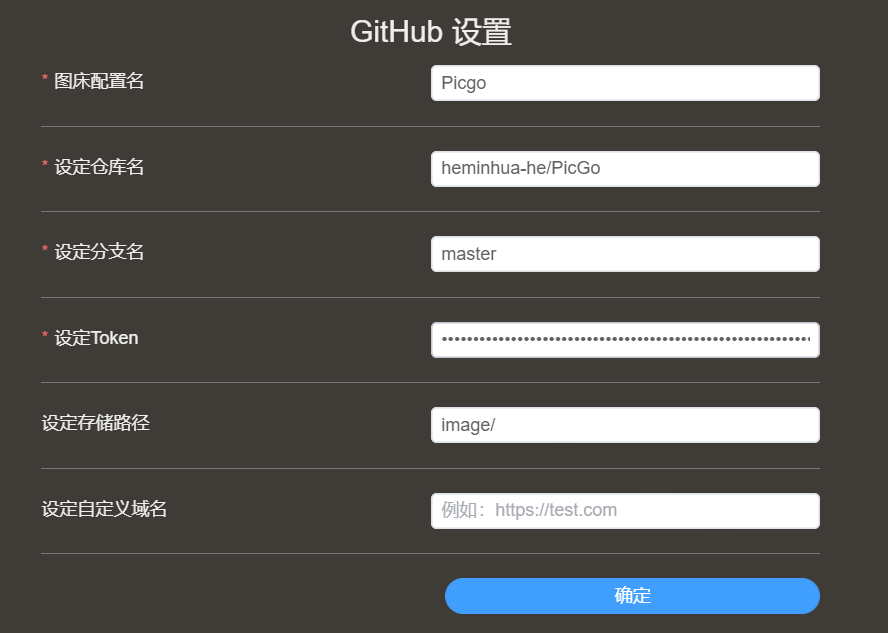 GitHub 设置
* 图床配置名
Picgo
* 设定仓库名
heminhua-he/PicGo
* 设定分支名
master
* 设定Token
设定存储路径
image/
设定自定义域名
例如：https://test.com
确定